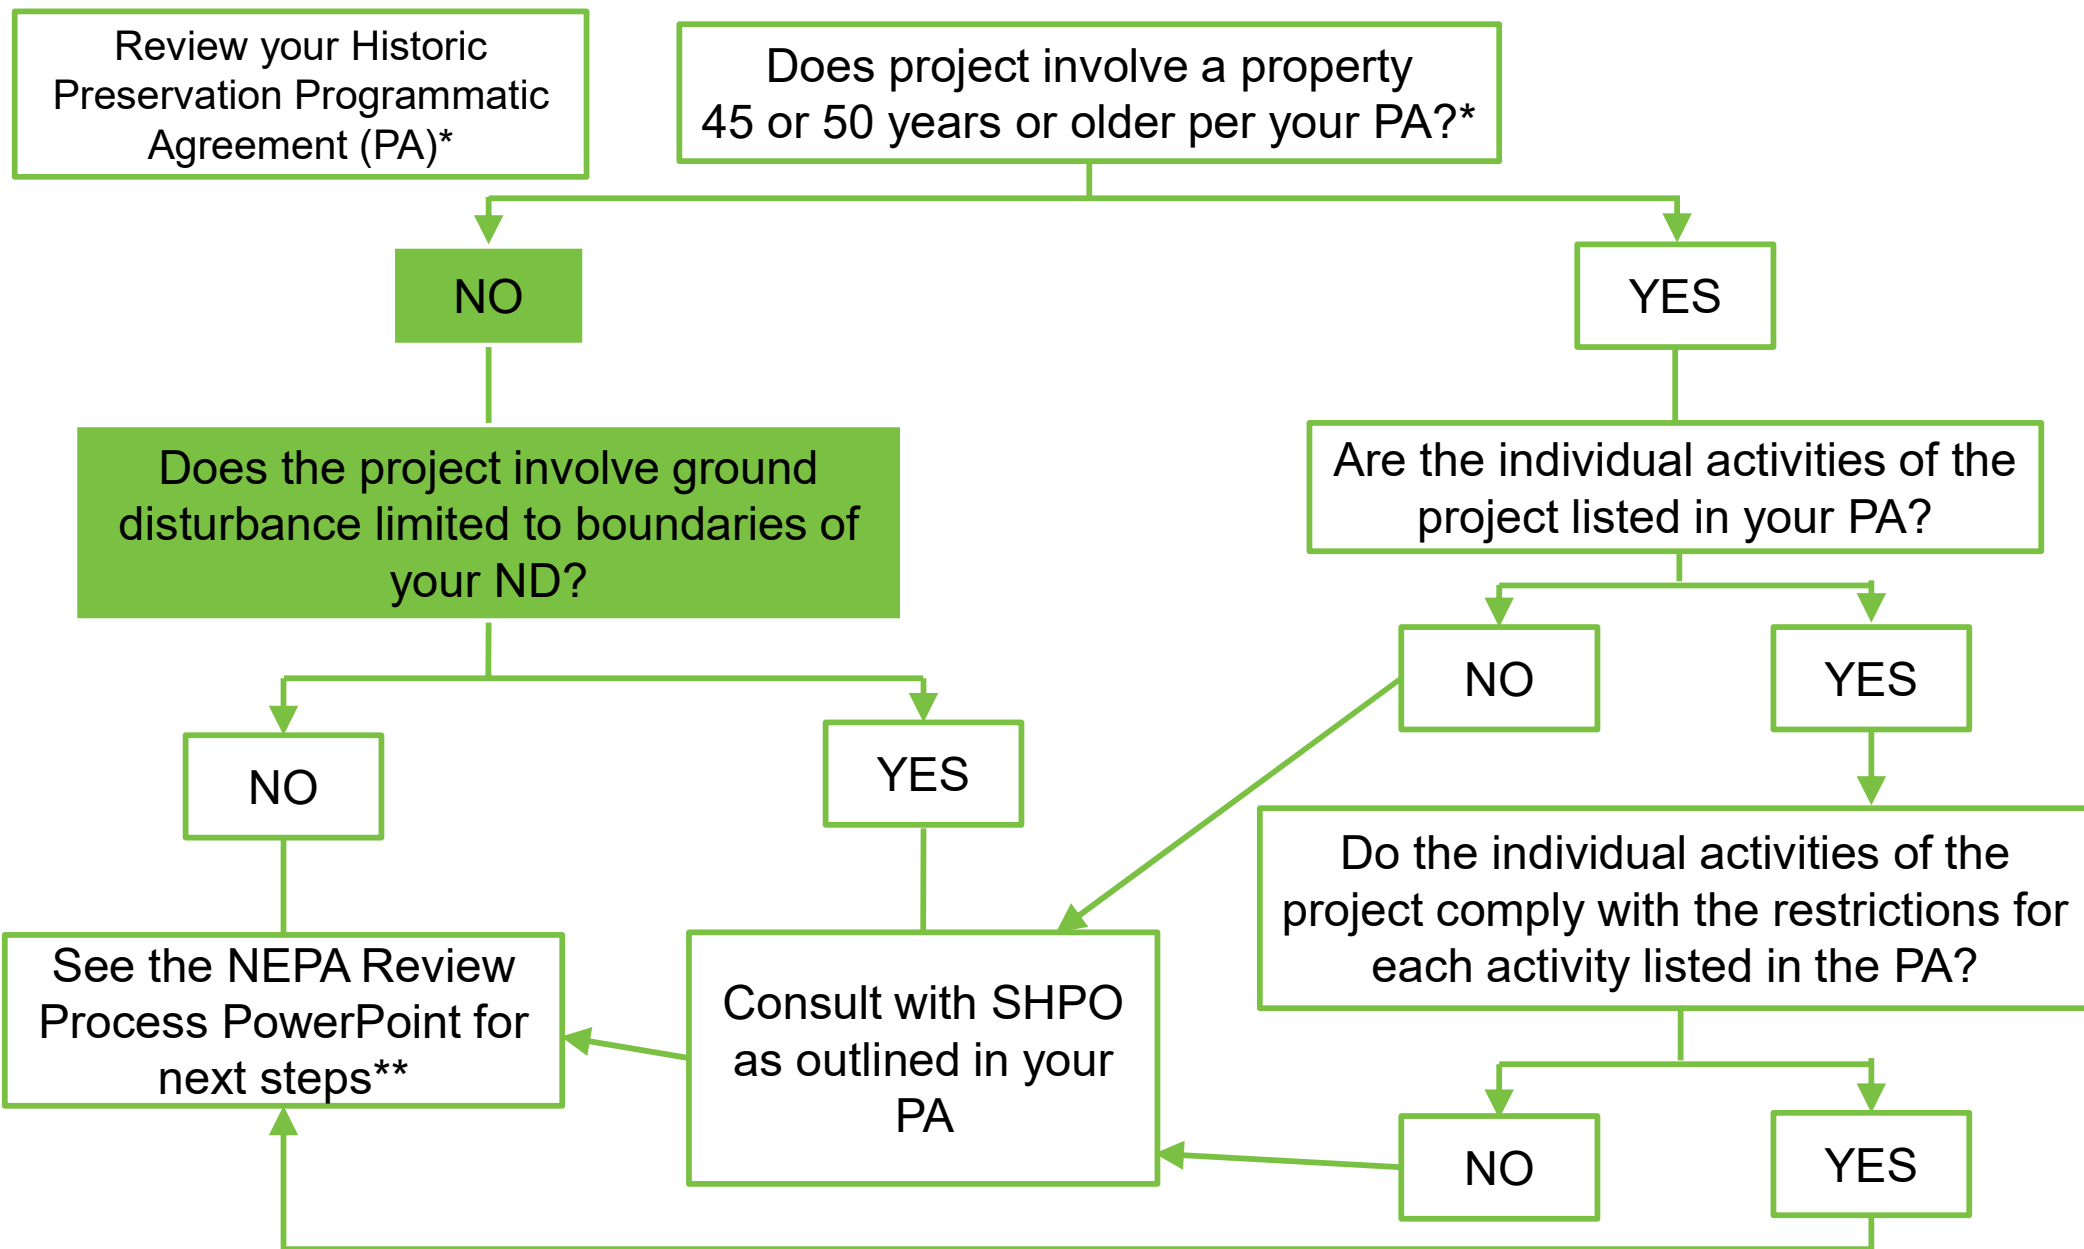 Review your Historic
Preservation Programmatic
Agreement (PA)*
Does project involve a property
45 or 50 years or older per your PA?*
NO
YES
Does the project involve ground
disturbance limited to boundaries of
your ND?
Are the individual activities of the
project listed in your PA?
NO
YES
NO
YES
Do the individual activities of the
project comply with the restrictions for
each activity listed in the PA?
See the NEPA Review
Process PowerPoint for
next steps**
Consult with SHPO
as outlined in your
PA
NO
YES